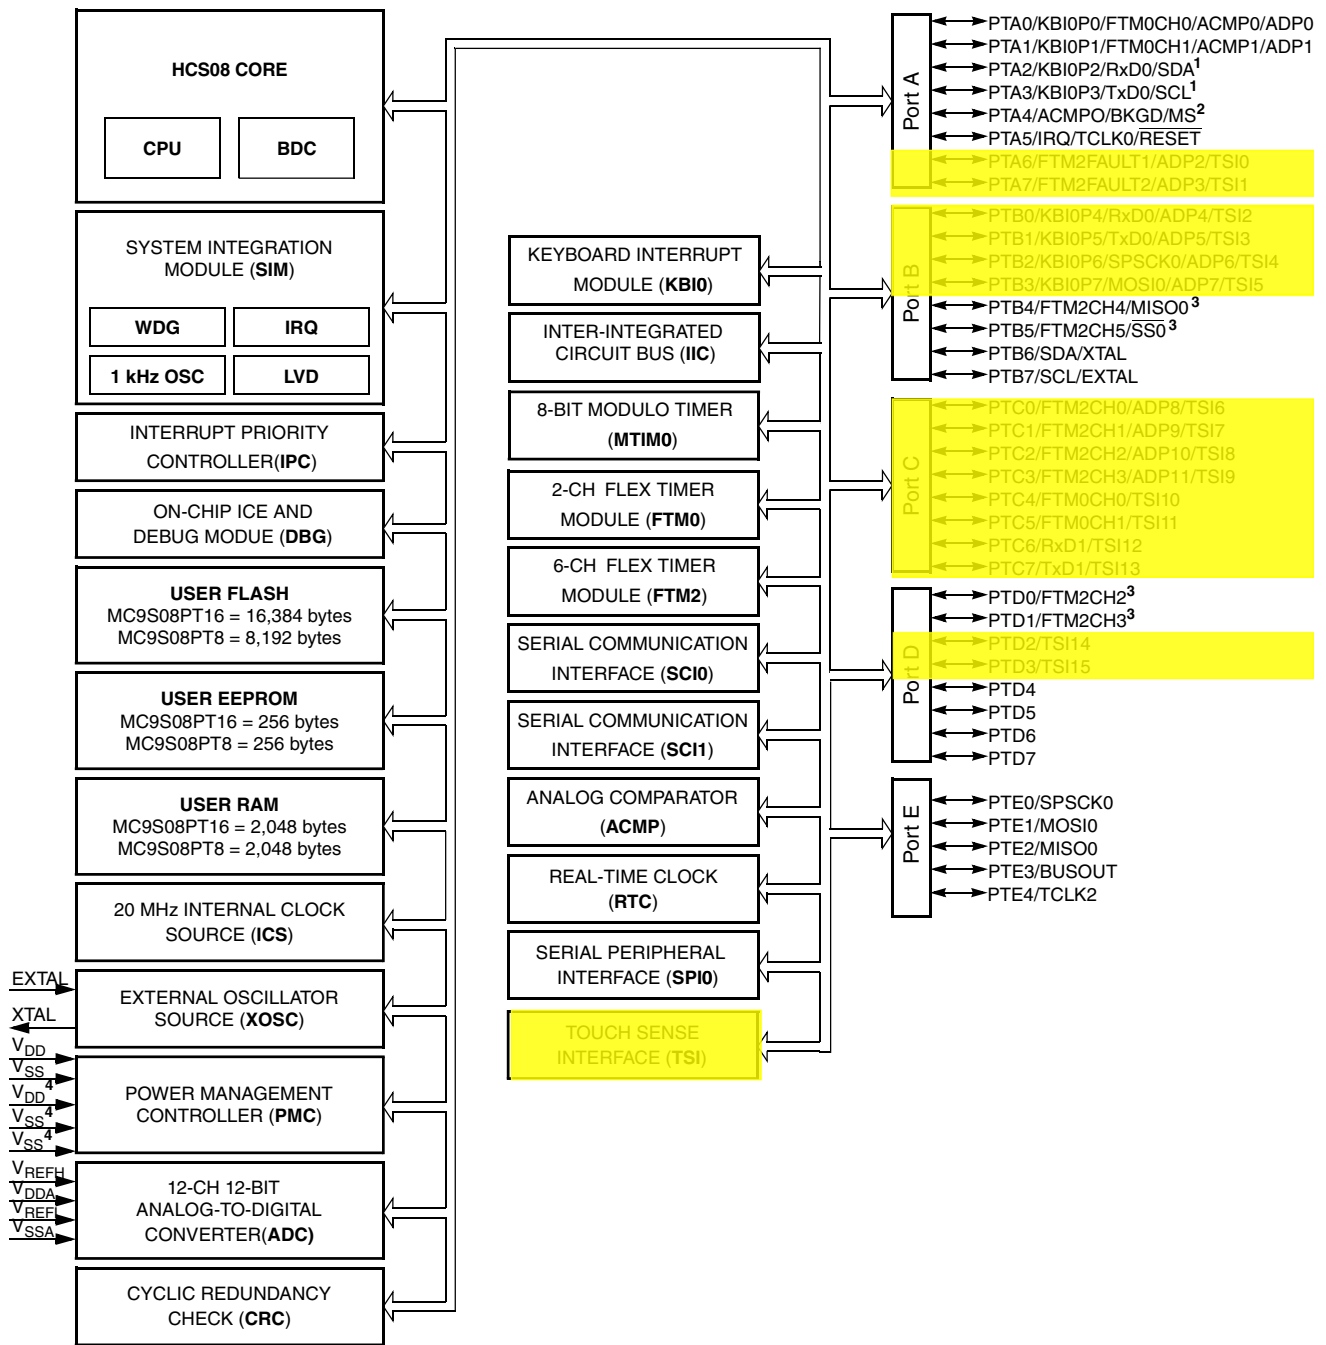 HCS08 CORE
CPU
BDC
SYSTEM INTEGRATION
MODULE (SIM)
WDG
IRQ
1 kHz OSC
LVD
INTERRUPT PRIORITY
CONTROLLER(IPC)
ON-CHIP ICE AND
DEBUG MODUE (DBG)
USER FLASH
MC9S08PT16 = 16,384 bytes
MC9S08PT8 = 8,192 bytes
USER EEPROM
MC9S08PT16 = 256 bytes
MC9S08PT8 = 256 bytes
USER RAM
MC9S08PT16 = 2,048 bytes
MC9S08PT8 = 2,048 bytes
20 MHz INTERNAL CLOCK
SOURCE (ICS)
EXTAL
XTAL
EXTERNAL OSCILLATOR
SOURCE (XOSC)
VDD
VSS
VDD4
VSS4
VSS4
POWER MANAGEMENT
CONTROLLER (PMC)
VREFH
VDDA
VREFL
VSSA
12-CH 12-BIT
ANALOG-TO-DIGITAL
CONVERTER(ADC)
CYCLIC REDUNDANCY
CHECK (CRC)
KEYBOARD INTERRUPT
MODULE (KBI0)
INTER-INTEGRATED
CIRCUIT BUS (IIC)
8-BIT MODULO TIMER
(MTIM0)
2-CH FLEX TIMER
MODULE (FTM0)
6-CH FLEX TIMER
MODULE (FTM2)
SERIAL COMMUNICATION
INTERFACE (SCI0)
SERIAL COMMUNICATION
INTERFACE (SCI1)
ANALOG COMPARATOR
(ACMP)
REAL-TIME CLOCK
(RTC)
SERIAL PERIPHERAL
INTERFACE (SPI0)
TOUCH SENSE
INTERFACE (TSI)
Port A
PTA0/KBI0P0/FTM0CH0/ACMP0/ADP0
PTA1/KBI0P1/FTM0CH1/ACMP1/ADP1
PTA2/KBI0P2/RxD0/SDA1
PTA3/KBI0P3/TxD0/SCL1
PTA4/ACMPO/BKGD/MS2
PTA5/IRQ/TCLK0/RESET
PTA6/FTM2FAULT1/ADP2/TSI0
PTA7/FTM2FAULT2/ADP3/TSI1
Port B
PTB0/KBI0P4/RxD0/ADP4/TSI2
PTB1/KBI0P5/TxD0/ADP5/TSI3
PTB2/KBI0P6/SPSCK0/ADP6/TSI4
PTB3/KBI0P7/MOSI0/ADP7/TSI5
PTB4/FTM2CH4/MISO03
PTB5/FTM2CH5/SS03
PTB6/SDA/XTAL
PTB7/SCL/EXTAL
Port C
PTC0/FTM2CH0/ADP8/TSI6
PTC1/FTM2CH1/ADP9/TSI7
PTC2/FTM2CH2/ADP10/TSI8
PTC3/FTM2CH3/ADP11/TSI9
PTC4/FTM0CH0/TSI10
PTC5/FTM0CH1/TSI11
PTC6/RxD1/TSI12
PTC7/TxD1/TSI13
Port D
PTD0/FTM2CH23
PTD1/FTM2CH33
PTD2/TSI14
PTD3/TSI15
PTD4
PTD5
PTD6
PTD7
Port E
PTE0/SPSCK0
PTE1/MOSI0
PTE2/MISO0
PTE3/BUSOUT
PTE4/TCLK2